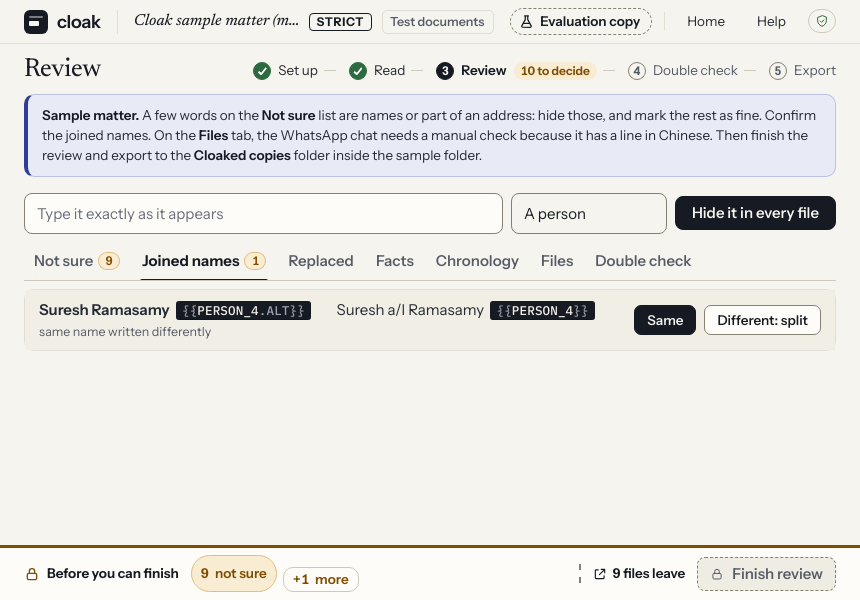 cloak
Cloak sample matter (m...
STRICT
Test documents
Evaluation copy
Home
Help
Review
Set up
Read
3 Review 10 to decide
4 Double check
5 Export
Sample matter. A few words on the Not sure list are names or part of an address: hide those, and mark the rest as fine. Confirm
the joined names. On the Files tab, the WhatsApp chat needs a manual check because it has a line in Chinese. Then finish the
review and export to the Cloaked copies folder inside the sample folder.
Type it exactly as it appears
A person
Hide it in every file
Not sure 9
Joined names 1
Replaced
Facts
Chronology
Files
Double check
Suresh Ramasamy {{PERSON_4.ALT}}
Suresh a/l Ramasamy {{PERSON_4}}
same name written differently
Same
Different: split
Before you can finish
9 not sure
+1 more
9 files leave
Finish review